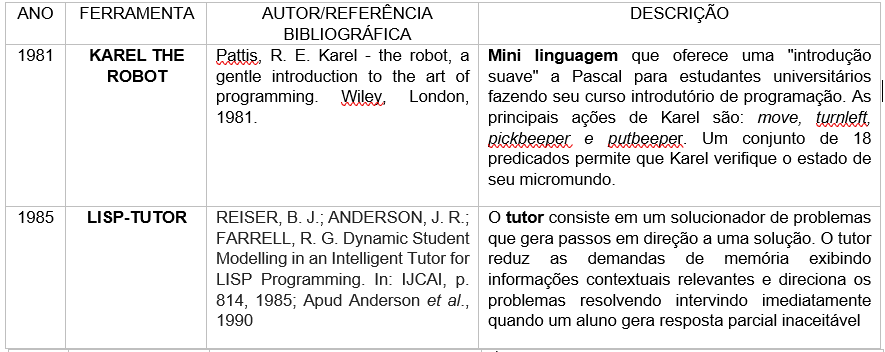 ANO FERRAMENTA AUTOR/REFERÊNCIA BIBLIOGRÁFICA DESCRIÇÃO
1981
KAREL THE
ROBOT
Pattis, R. E. Karel - the robot, a
gentle introduction to the art of
programming. Wiley, London,
1981.
Mini linguagem que oferece uma "introdução
suave" a Pascal para estudantes universitários
fazendo seu curso introdutório de programação. As
principais ações de Karel são: move, turnleft,
pickbeeper e putbeeper. Um conjunto de 18
predicados permite que Karel verifique o estado de
seu micromundo.
1985
LISP-TUTOR
REISER, B. J.; ANDERSON, J. R.;
FARRELL, R. G. Dynamic Student
Modelling in an Intelligent Tutor for
LISP Programming. In: IJCAI, p.
814, 1985; Apud Anderson et al.,
1990
O tutor consiste em um solucionador de problemas
que gera passos em direção a uma solução. O tutor
reduz as demandas de memória exibindo
informações contextuais relevantes e direciona os
problemas resolvendo intervindo imediatamente
quando um aluno gera resposta parcial inaceitável